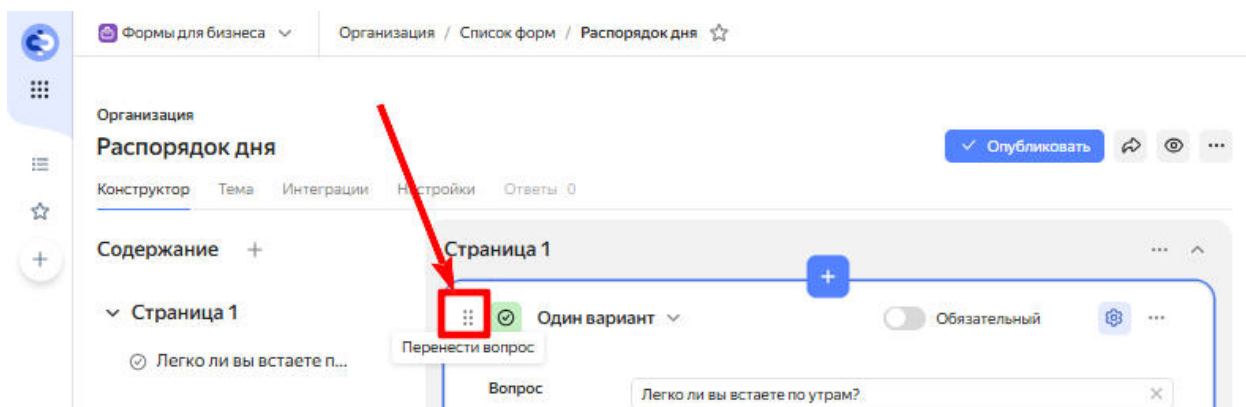 Формы для бизнеса
Организация / Список форм / Распорядок дня
Организация
Распорядок дня
Опубликовать
Конструктор Тема Интеграции Настройки Ответы 0
Содержание
Страница 1
Страница 1
Один вариант
Обязательный
Перенести вопрос
Легко ли вы встаете п...
Вопрос
Легко ли вы встаете по утрам?